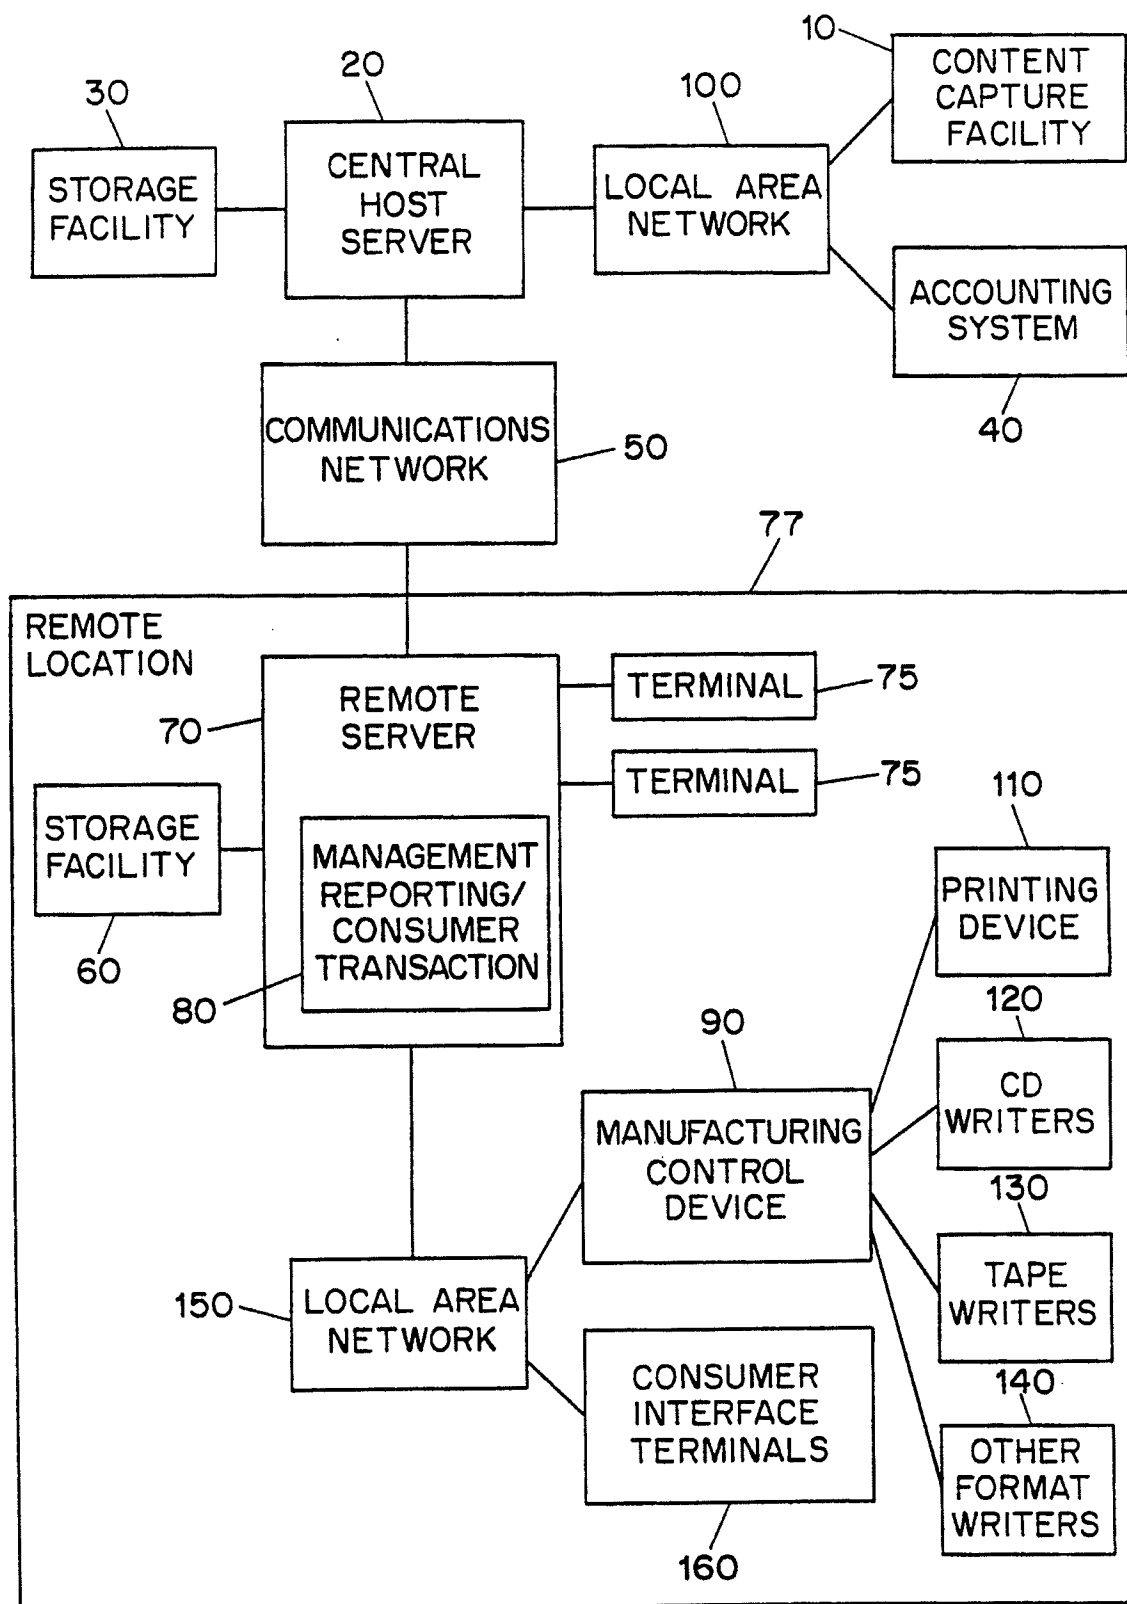 10
CONTENT
CAPTURE
FACILITY
20
30
100
CENTRAL
HOST
SERVER
STORAGE
FACILITY
LOCAL AREA
NETWORK
ACCOUNTING
SYSTEM
40
COMMUNICATIONS
NETWORK
50
77
REMOTE
LOCATION
REMOTE
SERVER
70
TERMINAL
75
TERMINAL
75
STORAGE
FACILITY
60
MANAGEMENT
REPORTING/
CONSUMER
TRANSACTION
80
110
PRINTING
DEVICE
90
120
MANUFACTURING
CONTROL
DEVICE
CD
WRITERS
130
TAPE
WRITERS
150
LOCAL AREA
NETWORK
CONSUMER
INTERFACE
TERMINALS
160
140
OTHER
FORMAT
WRITERS